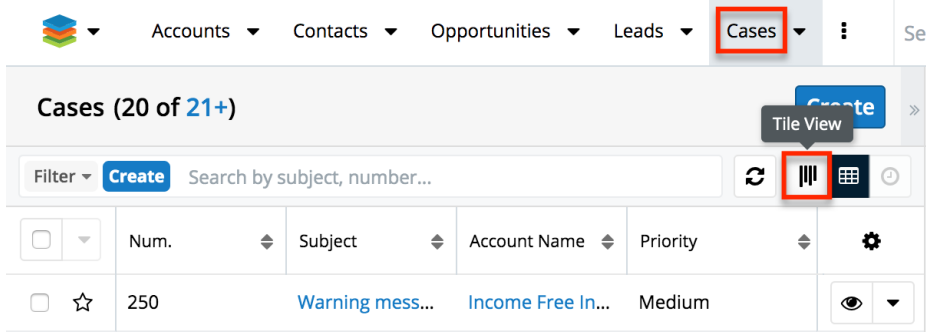 Accounts Contacts Opportunities Leads Cases Se
Cases (20 of 21+) Create
Tile View
Filter Create Search by subject, number...
Num. Subject Account Name Priority
250 Warning mess... Income Free In... Medium